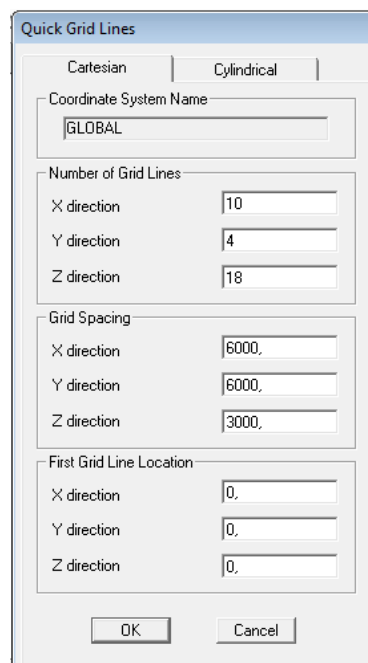 Quick Grid Lines
Cartesian Cylindrical
Coordinate System Name
GLOBAL
Number of Grid Lines
X direction 10
Y direction 4
Z direction 18
Grid Spacing
X direction 6000,
Y direction 6000,
Z direction 3000,
First Grid Line Location
X direction 0,
Y direction 0,
Z direction 0,
OK Cancel